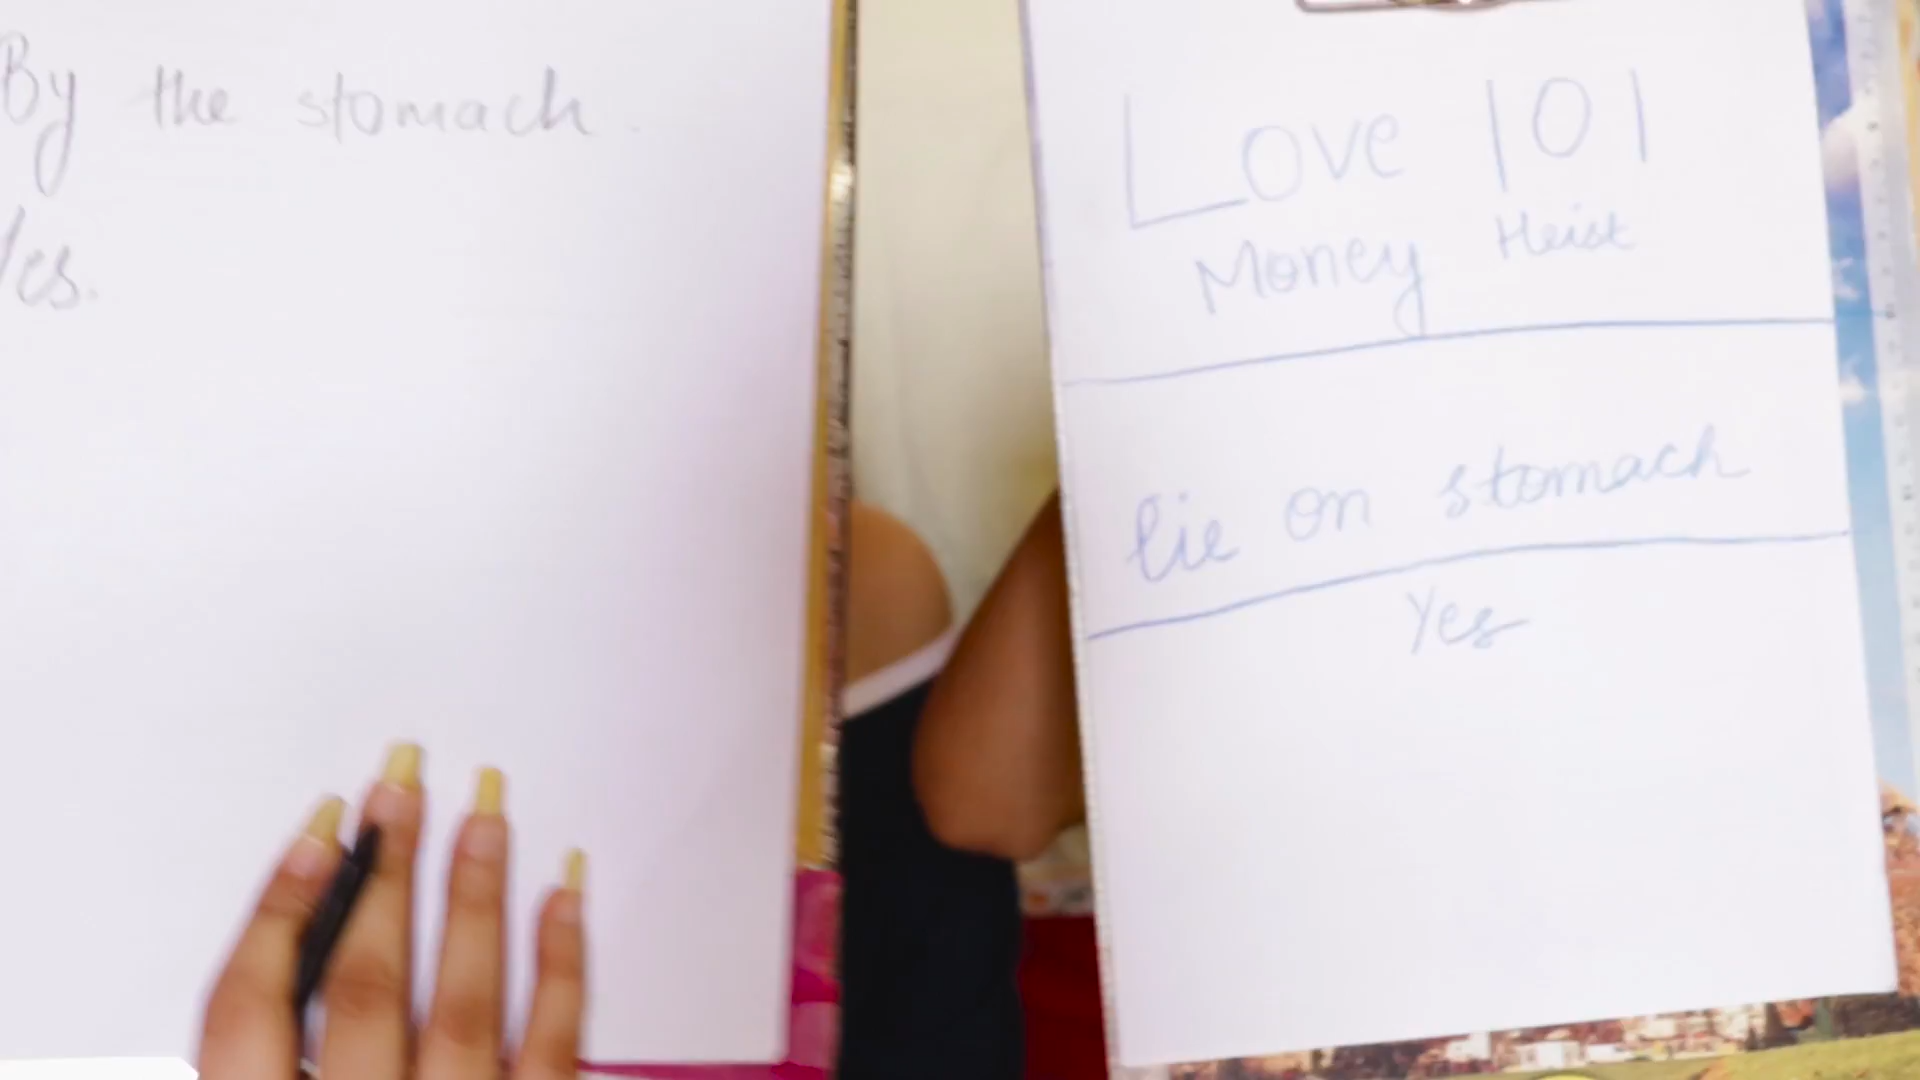 By the stomach.
Yes.
Love 101
Money Heist
lie on stomach
Yes